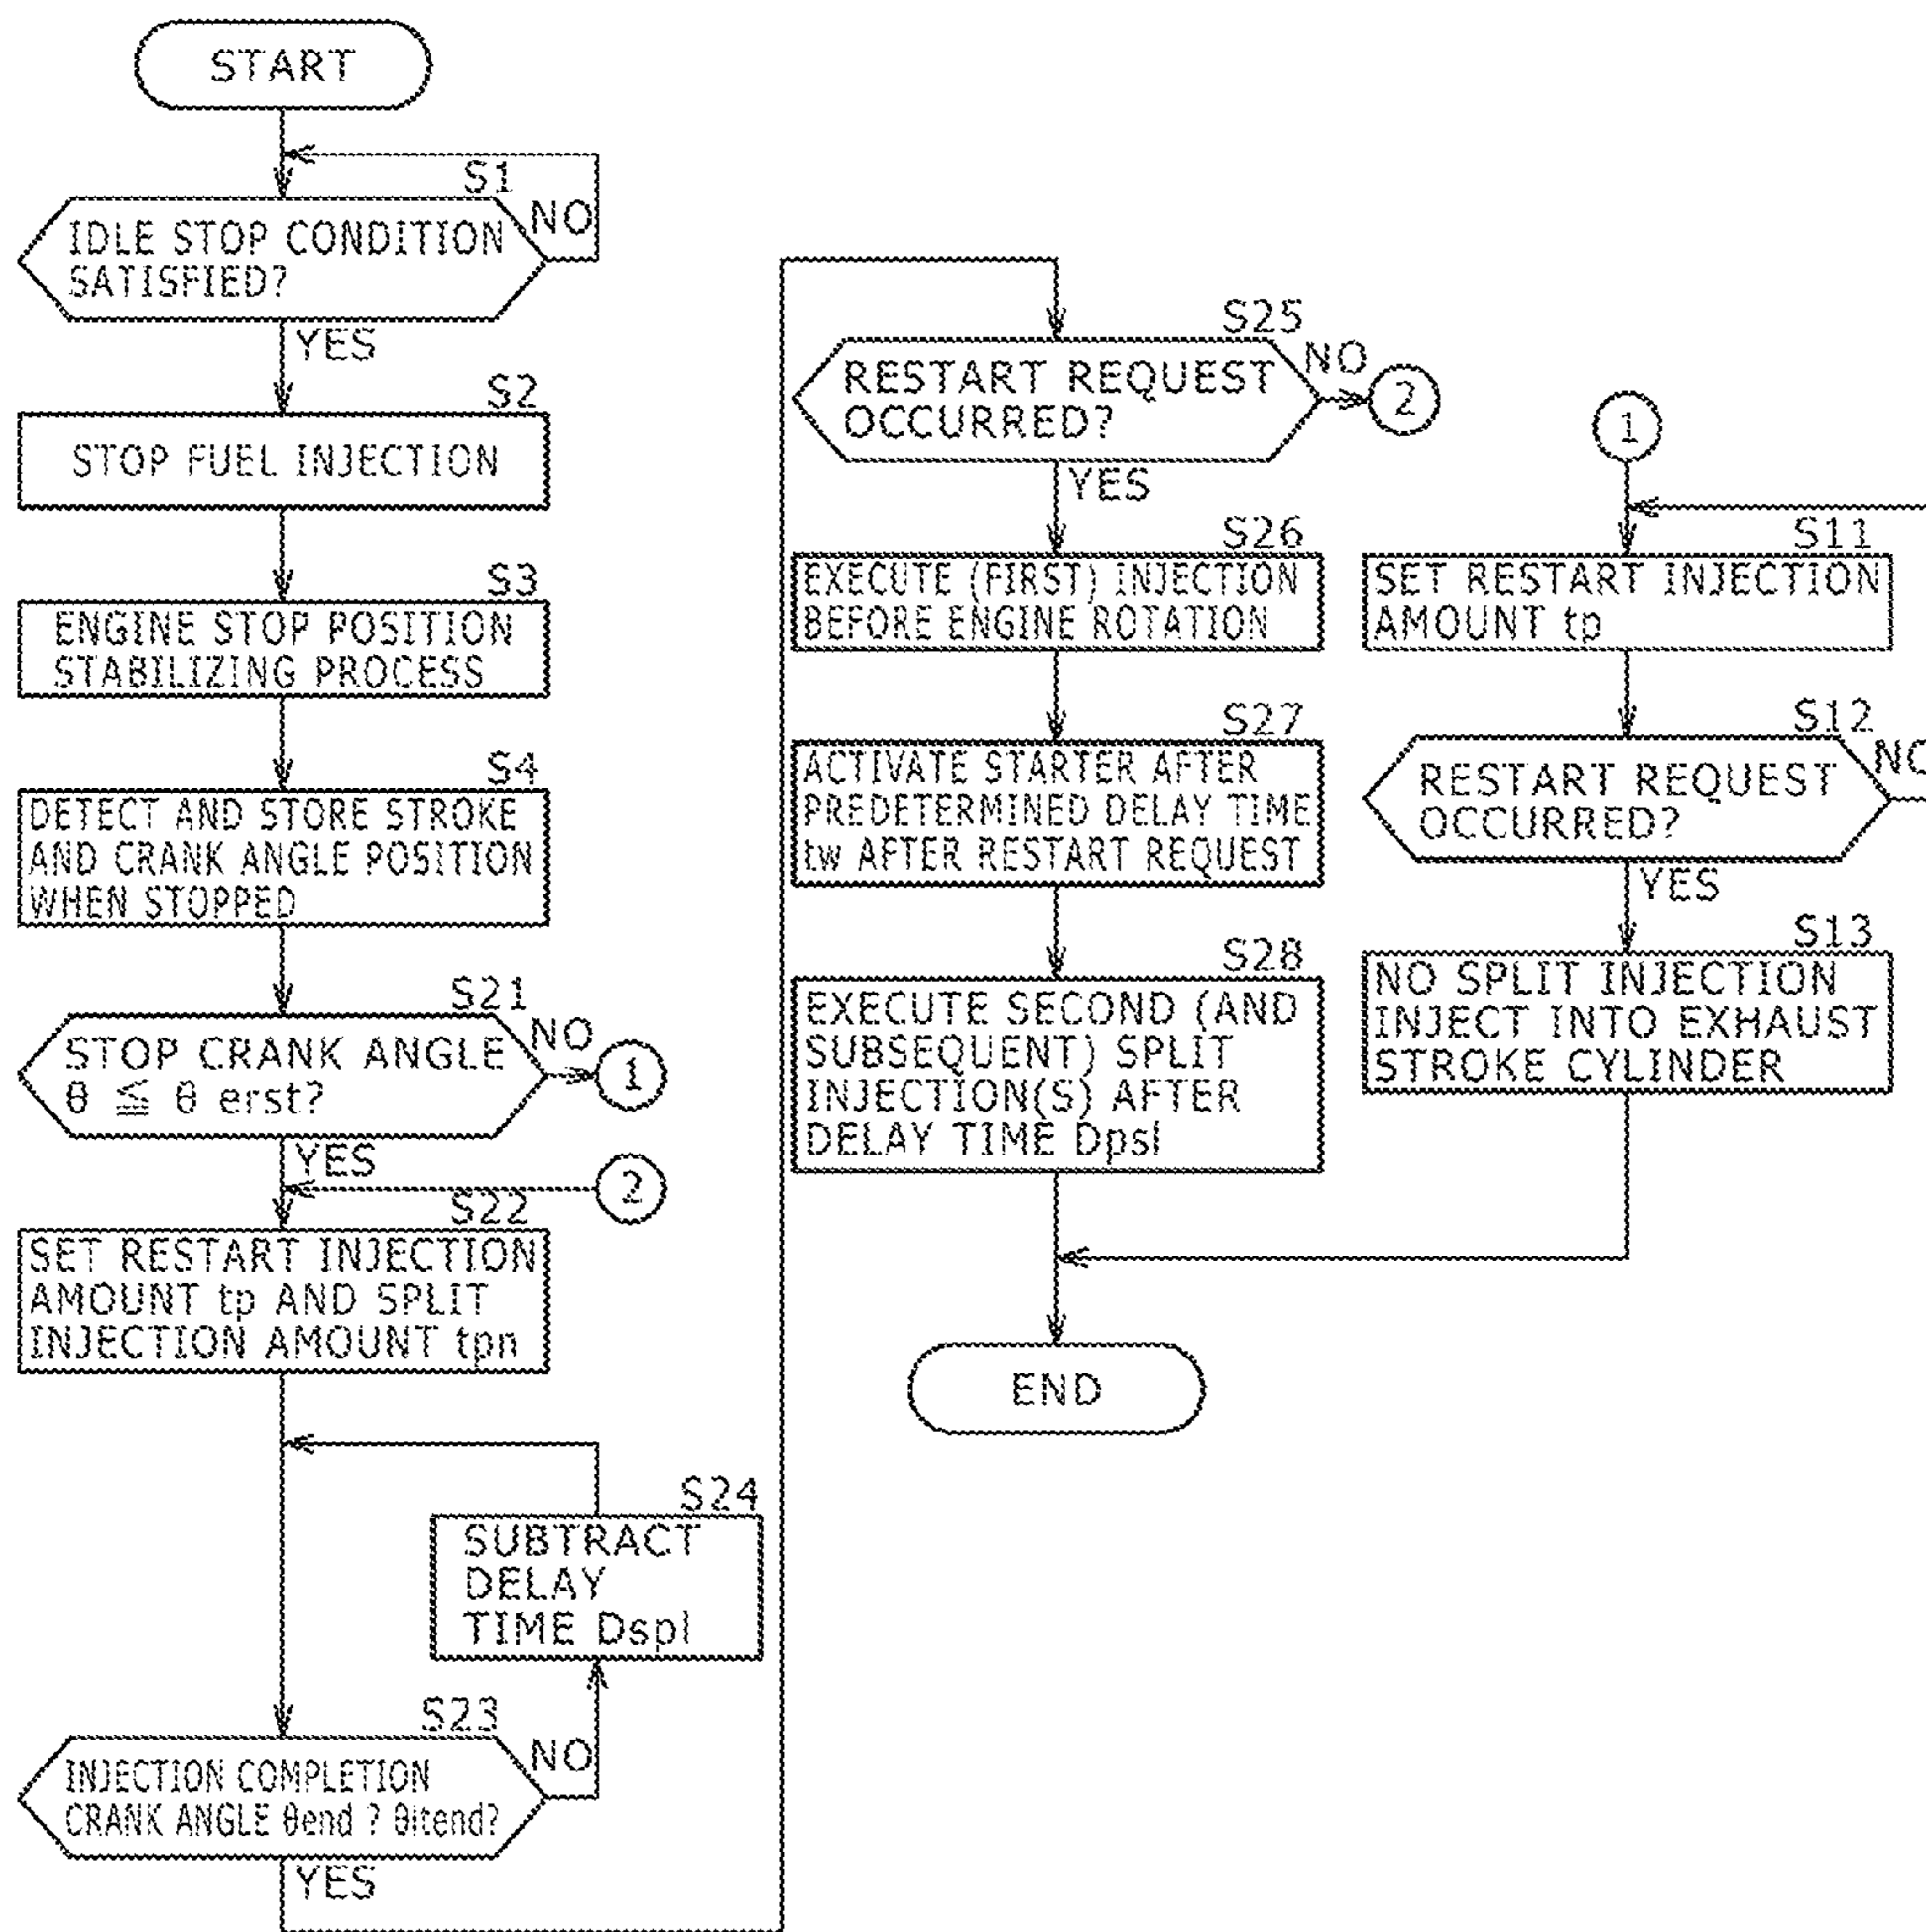 START
S1
IDLE STOP CONDITION
SATISFIED?
NO
YES
S2
STOP FUEL INJECTION
S3
ENGINE STOP POSITION
STABILIZING PROCESS
S4
DETECT AND STORE STROKE
AND CRANK ANGLE POSITION
WHEN STOPPED
S21
STOP CRANK ANGLE
θ ≦ θ erst?
NO
1
YES
2
S22
SET RESTART INJECTION
AMOUNT tp AND SPLIT
INJECTION AMOUNT tpn
S24
SUBTRACT
DELAY
TIME Dspl
S23
INJECTION COMPLETION
CRANK ANGLE θend ? θitend?
NO
YES
S25
RESTART REQUEST
OCCURRED?
NO
2
YES
S26
EXECUTE (FIRST) INJECTION
BEFORE ENGINE ROTATION
S27
ACTIVATE STARTER AFTER
PREDETERMINED DELAY TIME
tw AFTER RESTART REQUEST
S28
EXECUTE SECOND (AND
SUBSEQUENT) SPLIT
INJECTION(S) AFTER
DELAY TIME Dpsl
END
1
S11
SET RESTART INJECTION
AMOUNT tp
S12
RESTART REQUEST
OCCURRED?
NO
YES
S13
NO SPLIT INJECTION
INJECT INTO EXHAUST
STROKE CYLINDER